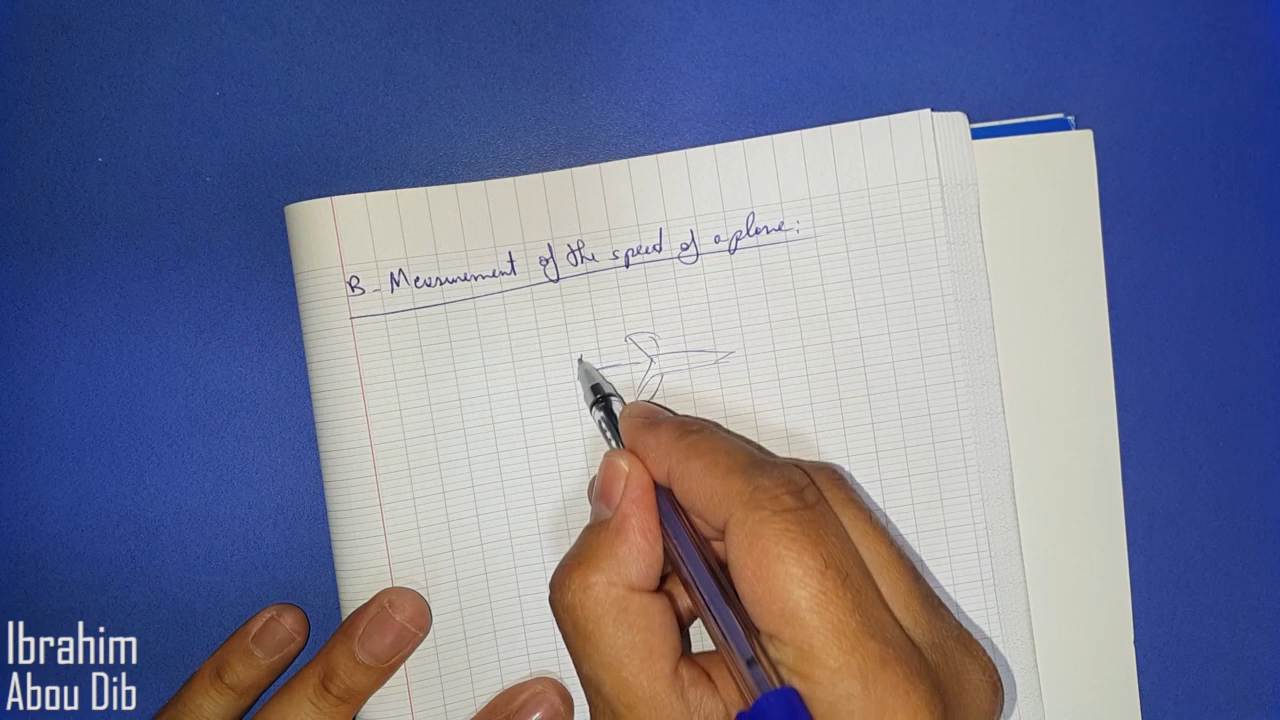 B- Measurement of the speed of a plane:
Ibrahim
Abou Dib